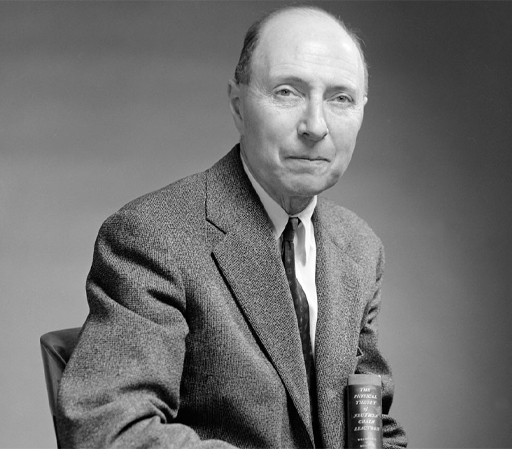 THE
PHYSICAL
THEORY
of
NEUTRON
CHAIN
REACTORS